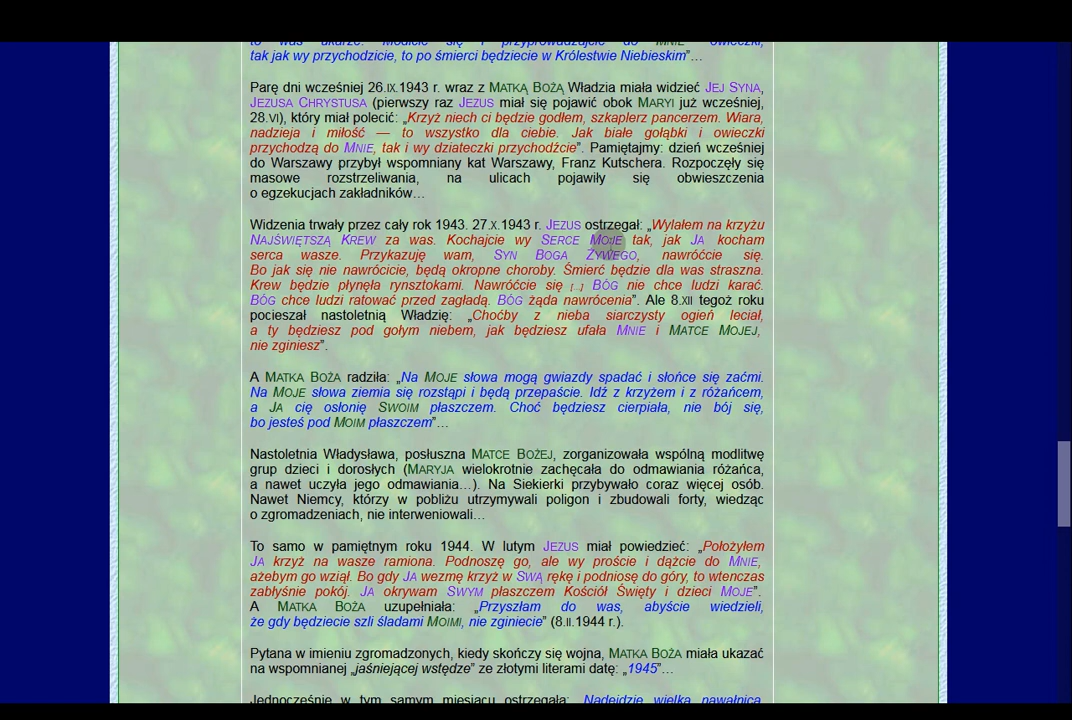 to was ukarze. Módlcie się i przyprowadzajcie do MNIE owieczki,
tak jak wy przychodzicie, to po śmierci będziecie w Królestwie Niebieskim”…
Parę dni wcześniej 26.IX.1943 r. wraz z MATKĄ BOŻĄ Władzia miała widzieć JEJ SYNA,
JEZUSA CHRYSTUSA (pierwszy raz JEZUS miał się pojawić obok MARYI już wcześniej,
28.VI), który miał polecić: „Krzyż niech ci będzie godłem, szkaplerz pancerzem. Wiara,
nadzieja i miłość — to wszystko dla ciebie. Jak białe gołąbki i owieczki
przychodzą do MNIE, tak i wy dziateczki przychodźcie”. Pamiętajmy: dzień wcześniej
do Warszawy przybył wspomniany kat Warszawy, Franz Kutschera. Rozpoczęły się
masowe rozstrzeliwania, na ulicach pojawiły się obwieszczenia
o egzekucjach zakładników…
Widzenia trwały przez cały rok 1943. 27.X.1943 r. JEZUS ostrzegał: „Wylałem na krzyżu
NAJŚWIĘTSZĄ KREW za was. Kochajcie wy SERCE MOJE tak, jak JA kocham
serca wasze. Przykazuję wam, SYN BOGA ŻYWEGO, nawróćcie się.
Bo jak się nie nawrócicie, będą okropne choroby. Śmierć będzie dla was straszna.
Krew będzie płynęła rynsztokami. Nawróćcie się [...] BÓG nie chce ludzi karać.
BÓG chce ludzi ratować przed zagładą. BÓG żąda nawrócenia”. Ale 8.XII tegoż roku
pocieszał nastoletnią Władzię: „Choćby z nieba siarczysty ogień leciał,
a ty będziesz pod gołym niebem, jak będziesz ufała MNIE i MATCE MOJEJ,
nie zginiesz”.
A MATKA BOŻA radziła: „Na MOJE słowa mogą gwiazdy spadać i słońce się zaćmi.
Na MOJE słowa ziemia się rozstąpi i będą przepaście. Idź z krzyżem i z różańcem,
a JA cię osłonię SWOIM płaszczem. Choć będziesz cierpiała, nie bój się,
bo jesteś pod MOIM płaszczem”…
Nastoletnia Władysława, posłuszna MATCE BOŻEJ, zorganizowała wspólną modlitwę
grup dzieci i dorosłych (MARYJA wielokrotnie zachęcała do odmawiania różańca,
a nawet uczyła jego odmawiania…). Na Siekierki przybywało coraz więcej osób.
Nawet Niemcy, którzy w pobliżu utrzymywali poligon i zbudowali forty, wiedząc
o zgromadzeniach, nie interweniowali…
To samo w pamiętnym roku 1944. W lutym JEZUS miał powiedzieć: „Położyłem
JA krzyż na wasze ramiona. Podnoszę go, ale wy proście i dążcie do MNIE,
ażebym go wziął. Bo gdy JA wezmę krzyż w SWĄ rękę i podniosę do góry, to wtenczas
zabłyśnie pokój. JA okrywam SWYM płaszczem Kościół Święty i dzieci MOJE”.
A MATKA BOŻA uzupełniała: „Przyszłam do was, abyście wiedzieli,
że gdy będziecie szli śladami MOIMI, nie zginiecie” (8.II.1944 r.).
Pytana w imieniu zgromadzonych, kiedy skończy się wojna, MATKA BOŻA miała ukazać
na wspomnianej „jaśniejącej wstędze” ze złotymi literami datę: „1945”…
Jednocześnie w tym samym miesiącu ostrzegała: „Nadejdzie wielka nawałnica.